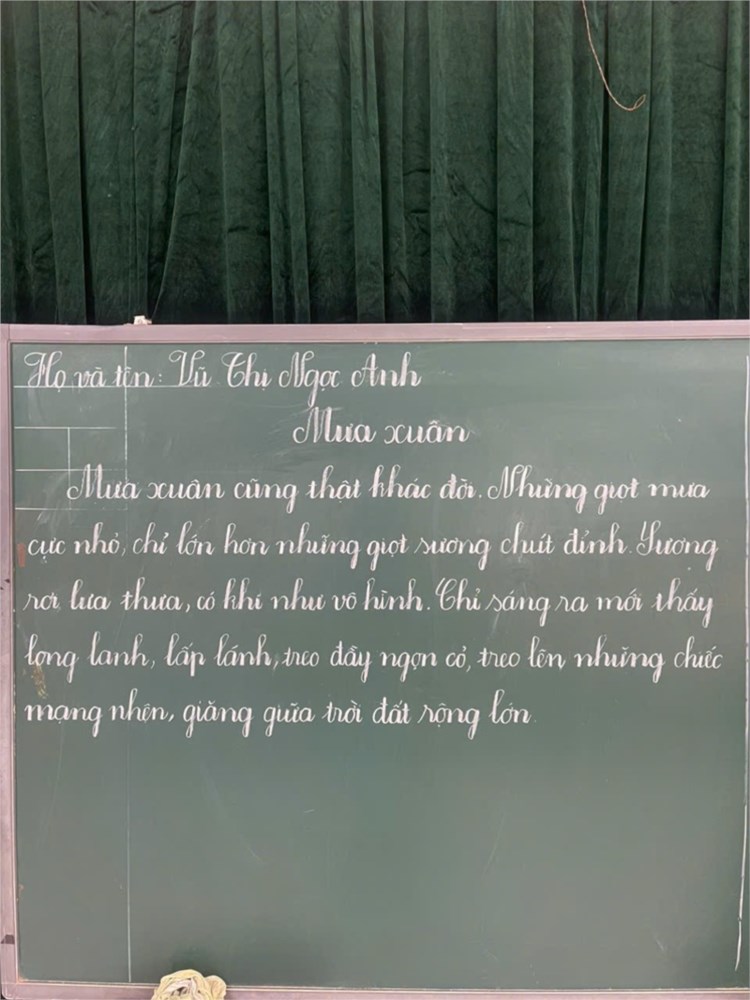 Họ và tên: Vũ Thị Ngọc Anh
Mưa xuân
Mưa xuân cũng thật khác đời. Những giọt mưa
cực nhỏ, chỉ lớn hơn những giọt sương chút đỉnh. Sương
rơi lưa thưa, có khi như vô hình. Chỉ sáng ra mới thấy
lọng lanh, lấp lánh, treo đầy ngọn cỏ, treo lên những chiếc
mạng nhện, giăng giữa trời đất rộng lớn.